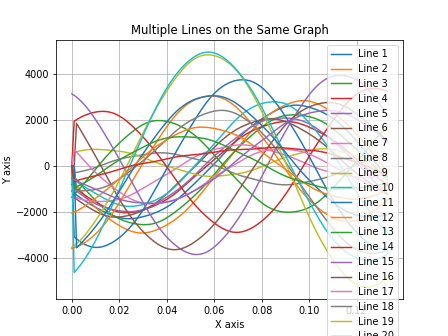 Multiple Lines on the Same Graph
Y axis
4000
2000
0
−2000
−4000
0.00
0.02
0.04
0.06
0.08
0.10
X axis
Line 1
Line 2
Line 3
Line 4
Line 5
Line 6
Line 7
Line 8
Line 9
Line 10
Line 11
Line 12
Line 13
Line 14
Line 15
Line 16
Line 17
Line 18
Line 19
Line 20